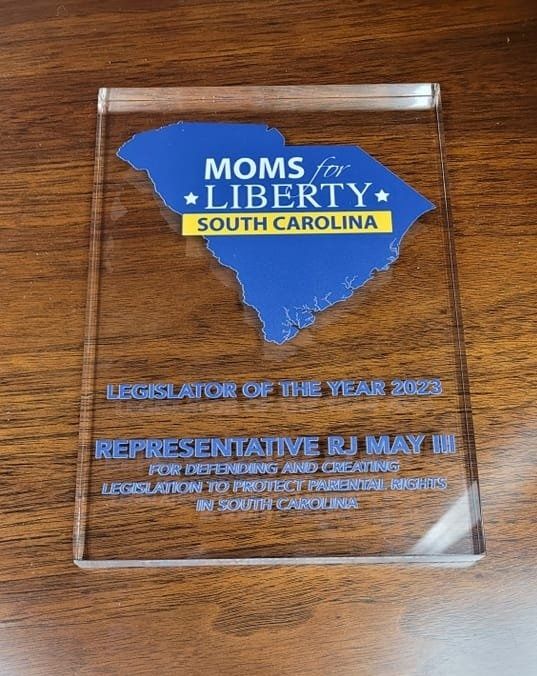 MOMS for
LIBERTY
SOUTH CAROLINA
LEGISLATOR OF THE YEAR 2023
REPRESENTATIVE RJ MAY III
FOR DEFENDING AND CREATING
LEGISLATION TO PROTECT PARENTAL RIGHTS
IN SOUTH CAROLINA